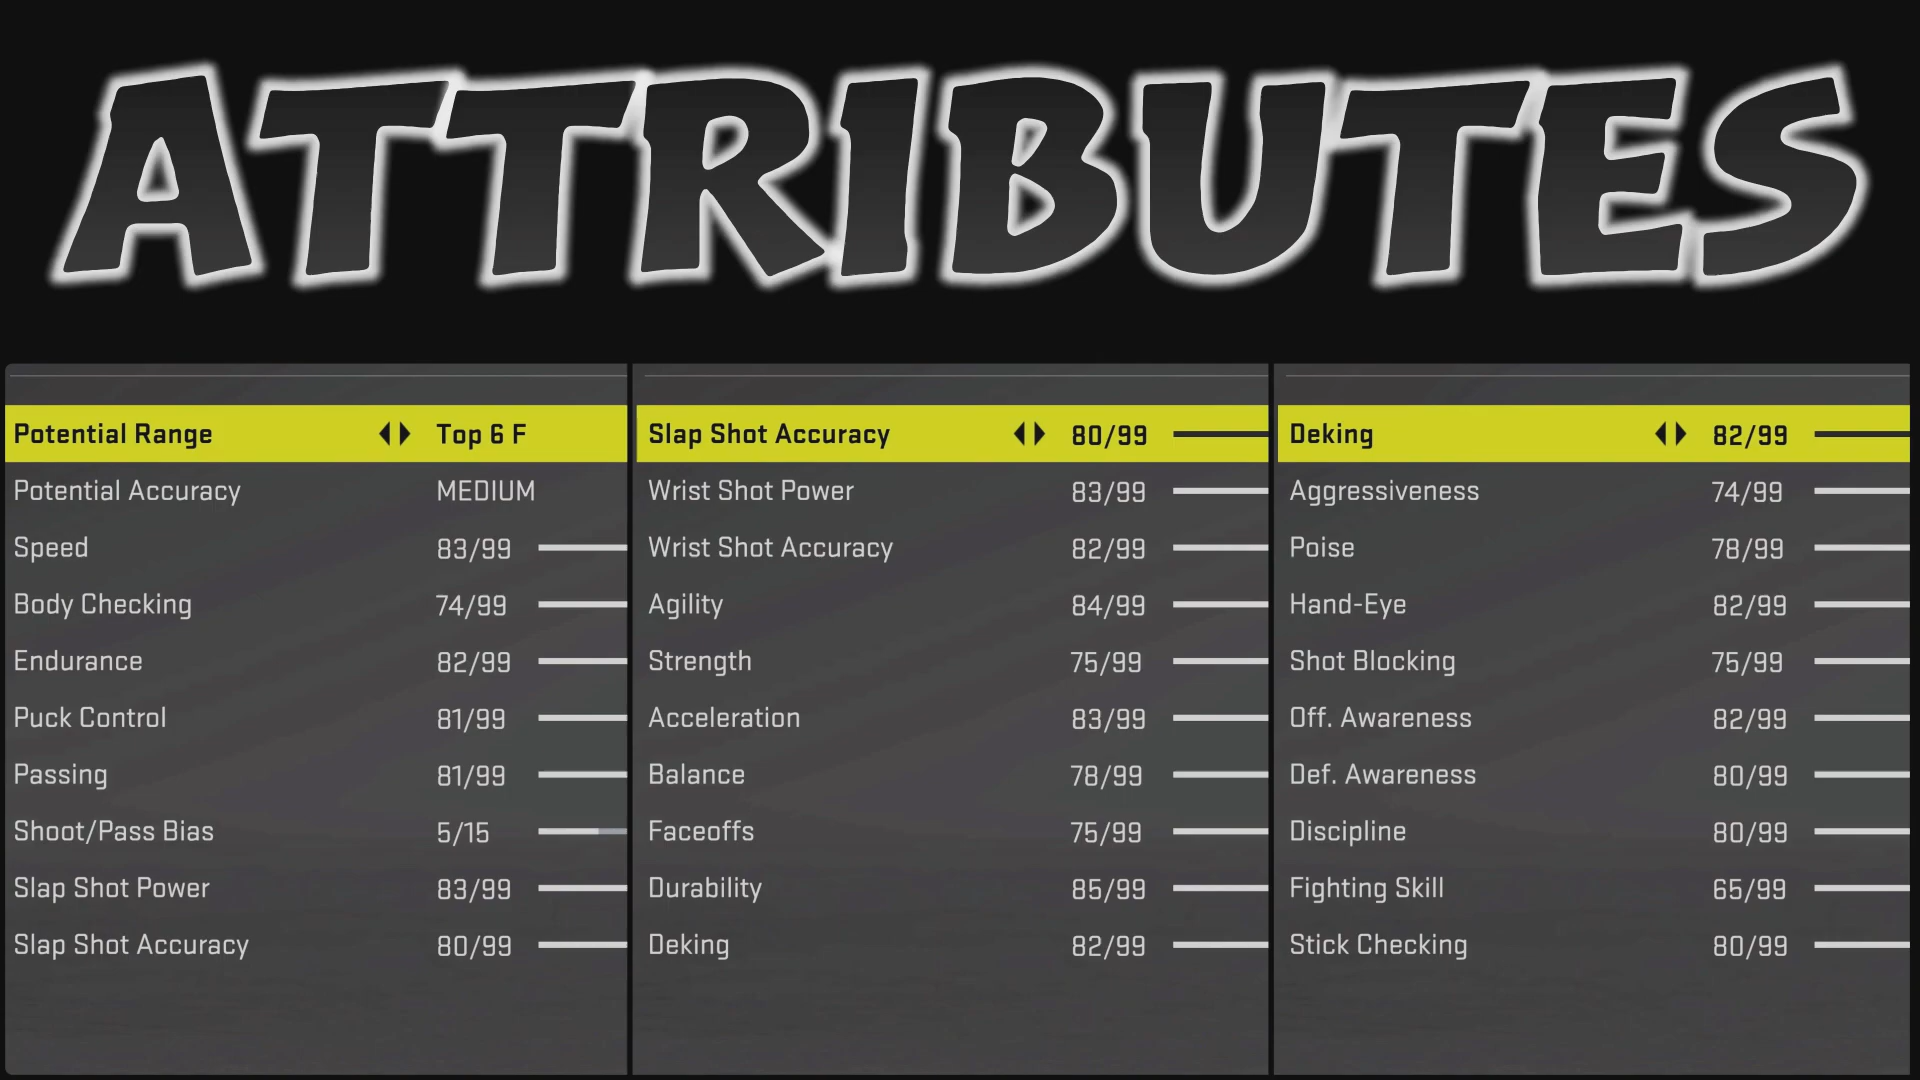 ATTRIBUTES
Potential Range Top 6 F
Potential Accuracy MEDIUM
Speed 83/99
Body Checking 74/99
Endurance 82/99
Puck Control 81/99
Passing 81/99
Shoot/Pass Bias 5/15
Slap Shot Power 83/99
Slap Shot Accuracy 80/99
Slap Shot Accuracy 80/99
Wrist Shot Power 83/99
Wrist Shot Accuracy 82/99
Agility 84/99
Strength 75/99
Acceleration 83/99
Balance 78/99
Faceoffs 75/99
Durability 85/99
Deking 82/99
Deking 82/99
Aggressiveness 74/99
Poise 78/99
Hand-Eye 82/99
Shot Blocking 75/99
Off. Awareness 82/99
Def. Awareness 80/99
Discipline 80/99
Fighting Skill 65/99
Stick Checking 80/99